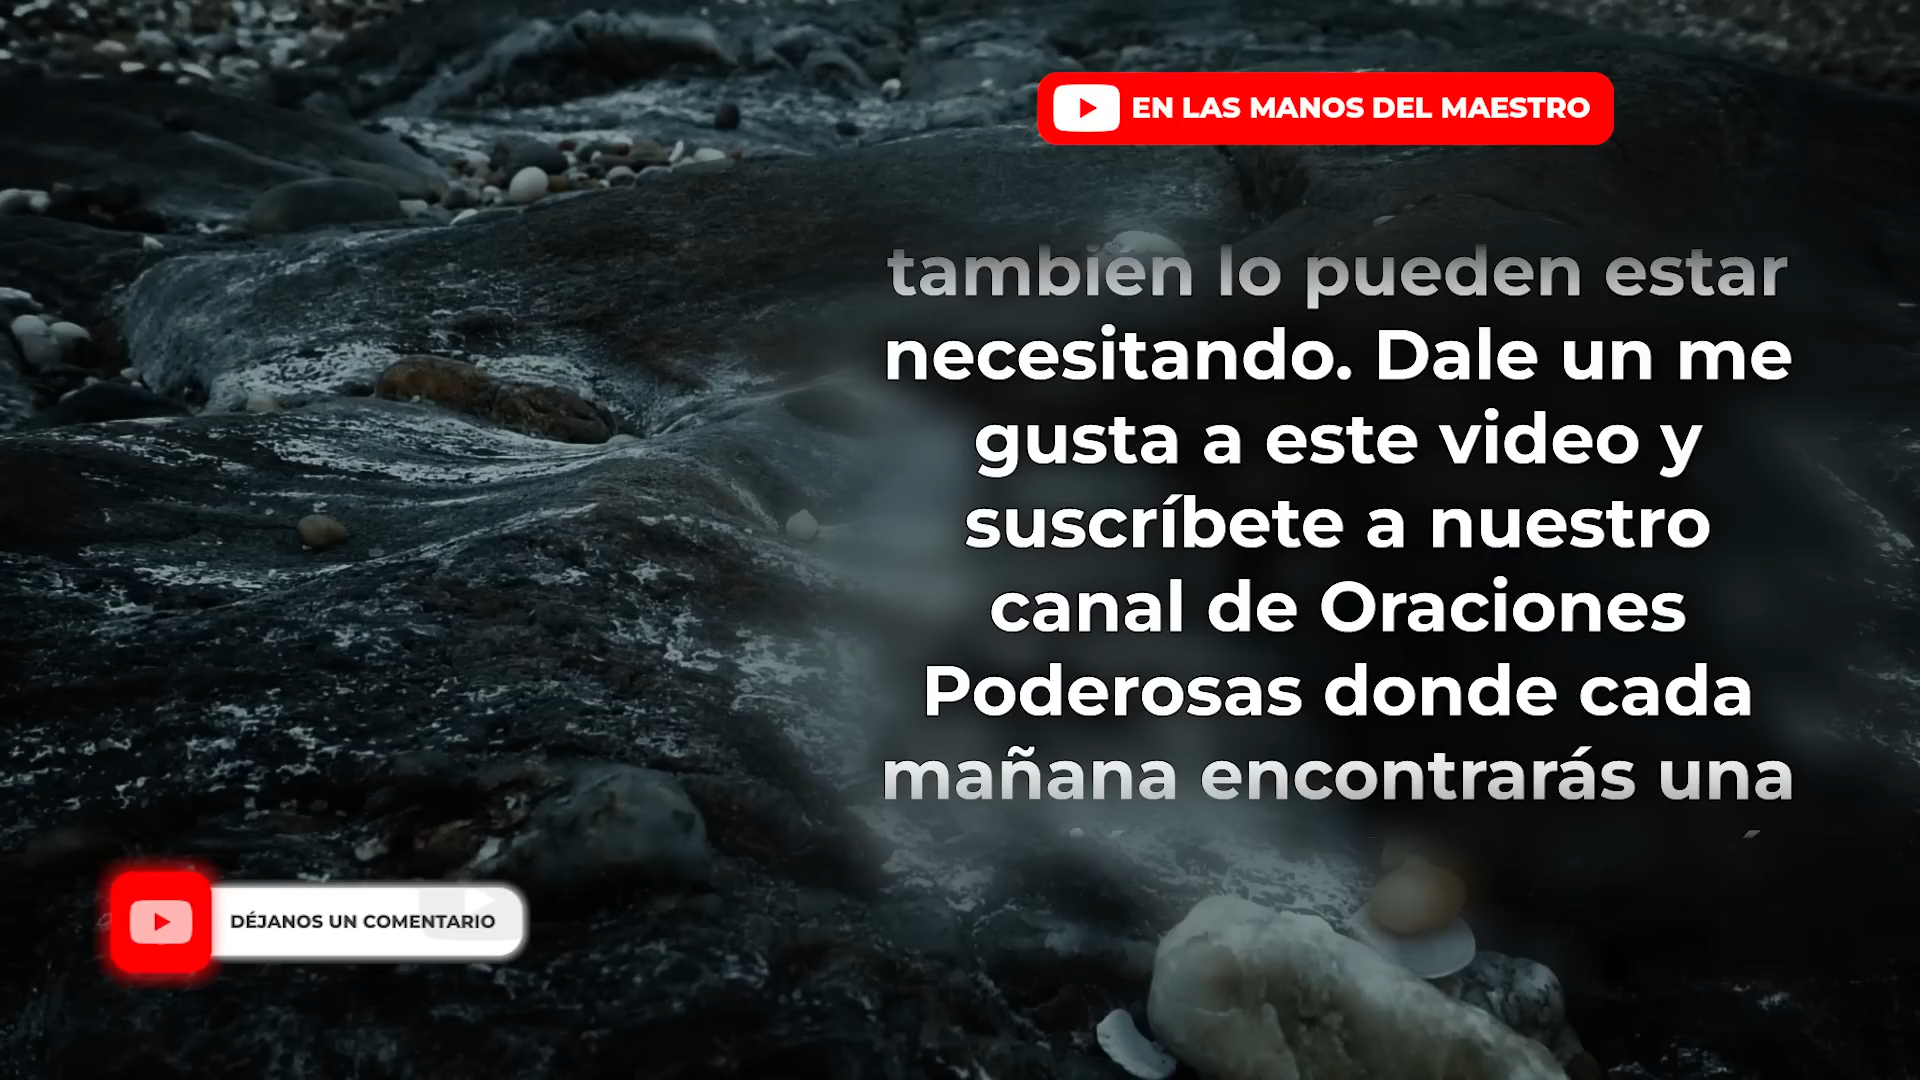 EN LAS MANOS DEL MAESTRO
también lo pueden estar
necesitando. Dale un me
gusta a este video y
suscríbete a nuestro
canal de Oraciones
Poderosas donde cada
mañana encontrarás una
DÉJANOS UN COMENTARIO